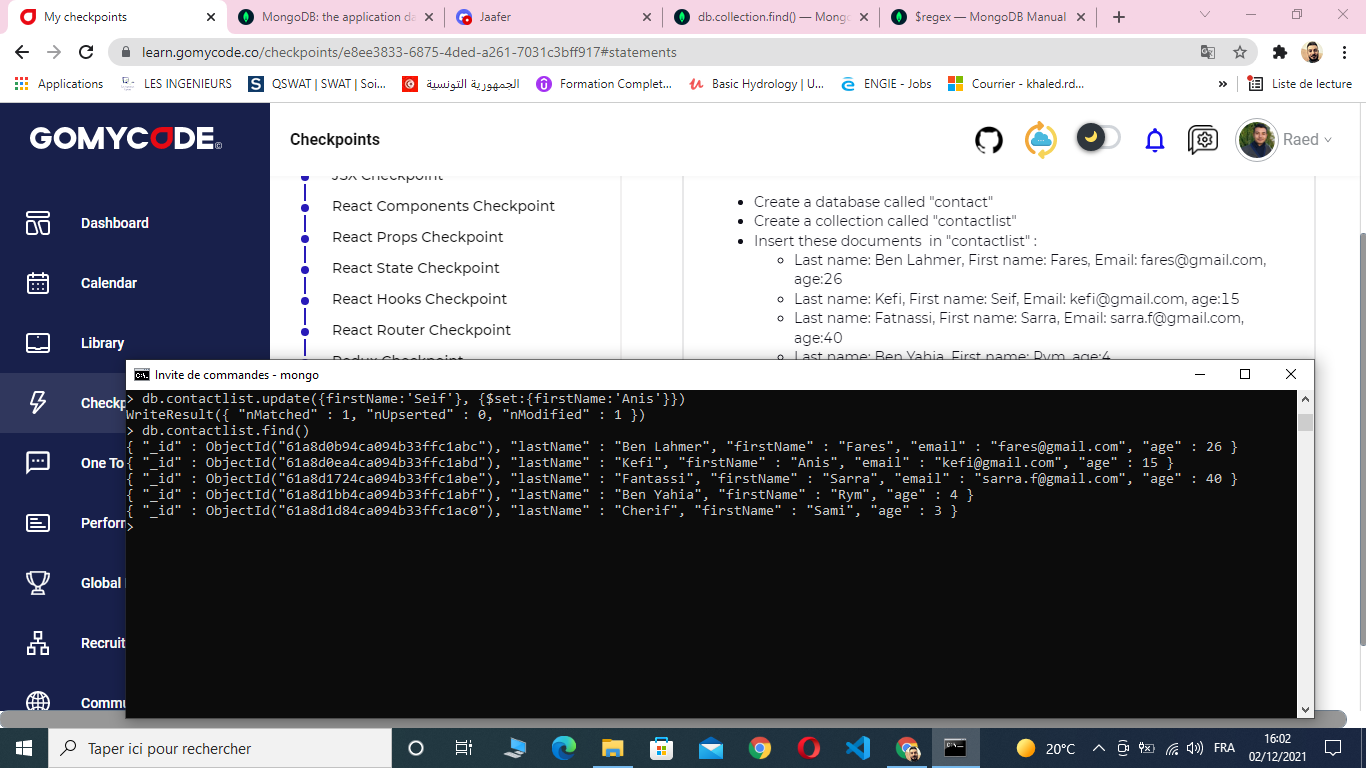 My checkpoints
MongoDB: the application da
Jaafer
db.collection.find() — Mongo
$regex — MongoDB Manual
learn.gomycode.co/checkpoints/e8ee3833-6875-4ded-a261-7031c3bff917#statements
Applications
LES INGENIEURS
QSWAT | SWAT | Soi...
الجمهورية التونسية
Formation Complet...
Basic Hydrology | U...
ENGIE - Jobs
Courrier - khaled.rd...
»
Liste de lecture
GOMYCODE©
Checkpoints
Raed
Dashboard
Calendar
Library
Checkp
One To
Perform
Global
Recruit
Commu
JSX Checkpoint
React Components Checkpoint
React Props Checkpoint
React State Checkpoint
React Hooks Checkpoint
React Router Checkpoint
Redux Checkpoint
Create a database called "contact"
Create a collection called "contactlist"
Insert these documents in "contactlist" :
Last name: Ben Lahmer, First name: Fares, Email: fares@gmail.com,
age:26
Last name: Kefi, First name: Seif, Email: kefi@gmail.com, age:15
Last name: Fatnassi, First name: Sarra, Email: sarra.f@gmail.com,
age:40
Last name: Ben Yahia, First name: Rym, age:4
Invite de commandes - mongo
> db.contactlist.update({firstName:'Seif'}, {$set:{firstName:'Anis'}})
WriteResult({ "nMatched" : 1, "nUpserted" : 0, "nModified" : 1 })
> db.contactlist.find()
{ "_id" : ObjectId("61a8d0b94ca094b33ffc1abc"), "lastName" : "Ben Lahmer", "firstName" : "Fares", "email" : "fares@gmail.com", "age" : 26 }
{ "_id" : ObjectId("61a8d0ea4ca094b33ffc1abd"), "lastName" : "Kefi", "firstName" : "Anis", "email" : "kefi@gmail.com", "age" : 15 }
{ "_id" : ObjectId("61a8d1724ca094b33ffc1abe"), "lastName" : "Fantassi", "firstName" : "Sarra", "email" : "sarra.f@gmail.com", "age" : 40 }
{ "_id" : ObjectId("61a8d1bb4ca094b33ffc1abf"), "lastName" : "Ben Yahia", "firstName" : "Rym", "age" : 4 }
{ "_id" : ObjectId("61a8d1d84ca094b33ffc1ac0"), "lastName" : "Cherif", "firstName" : "Sami", "age" : 3 }
>
Taper ici pour rechercher
20°C
FRA
16:02
02/12/2021